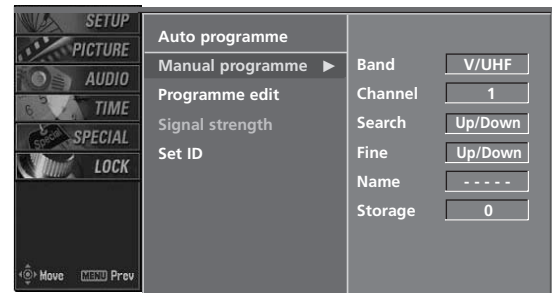 SETUP
PICTURE
AUDIO
TIME
SPECIAL
LOCK
Move MENU Prev
Auto programme
Manual programme ▶
Programme edit
Signal strength
Set ID
Band V/UHF
Channel 1
Search Up/Down
Fine Up/Down
Name - - - - -
Storage 0